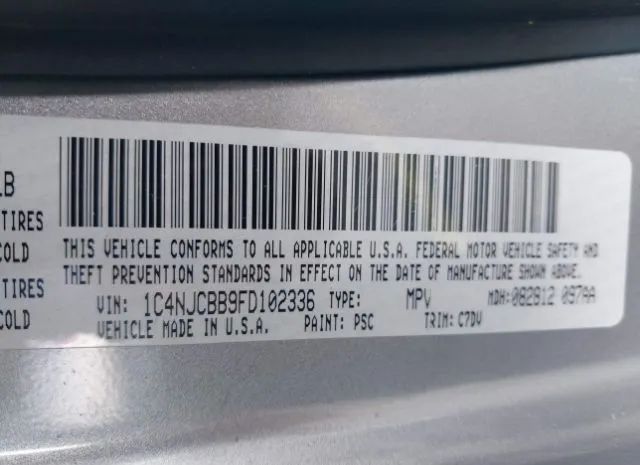 LB
TIRES
COLD
TIRES
COLD
THIS VEHICLE CONFORMS TO ALL APPLICABLE U.S.A. FEDERAL MOTOR VEHICLE SAFETY AND
THEFT PREVENTION STANDARDS IN EFFECT ON THE DATE OF MANUFACTURE SHOWN ABOVE.
VIN: 1C4NJCBB9FD102336 TYPE: MPV MDH: 082812 097AA
VEHICLE MADE IN U.S.A. PAINT: PSC TRIM: C7DV